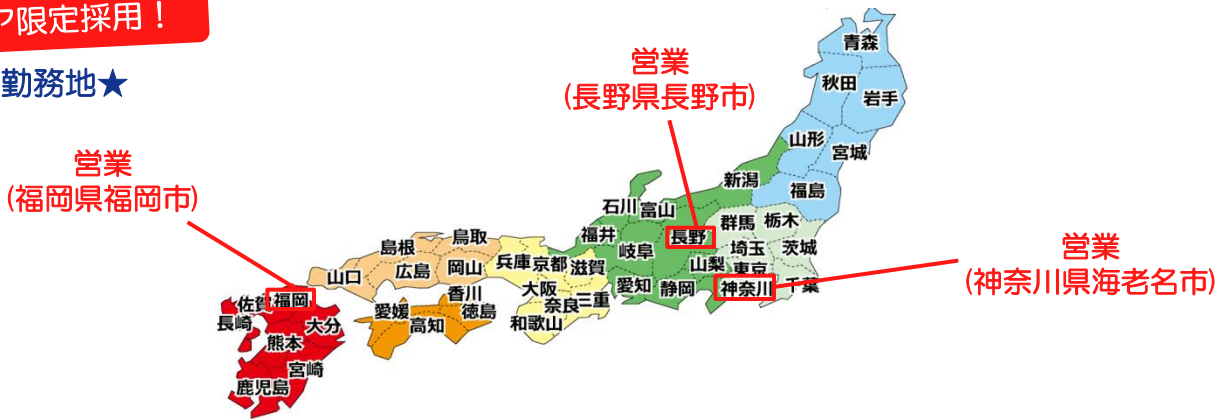 ア限定採用！
勤務地★
営業
(福岡県福岡市)
営業
(長野県長野市)
営業
(神奈川県海老名市)
青森
秋田
岩手
山形
宮城
福島
新潟
石川
富山
福井
岐阜
長野
山梨
愛知
静岡
群馬
栃木
埼玉
茨城
東京
神奈川
千葉
鳥取
島根
岡山
広島
山口
兵庫
京都
滋賀
大阪
奈良
三重
和歌山
香川
徳島
愛媛
高知
福岡
佐賀
長崎
大分
熊本
宮崎
鹿児島